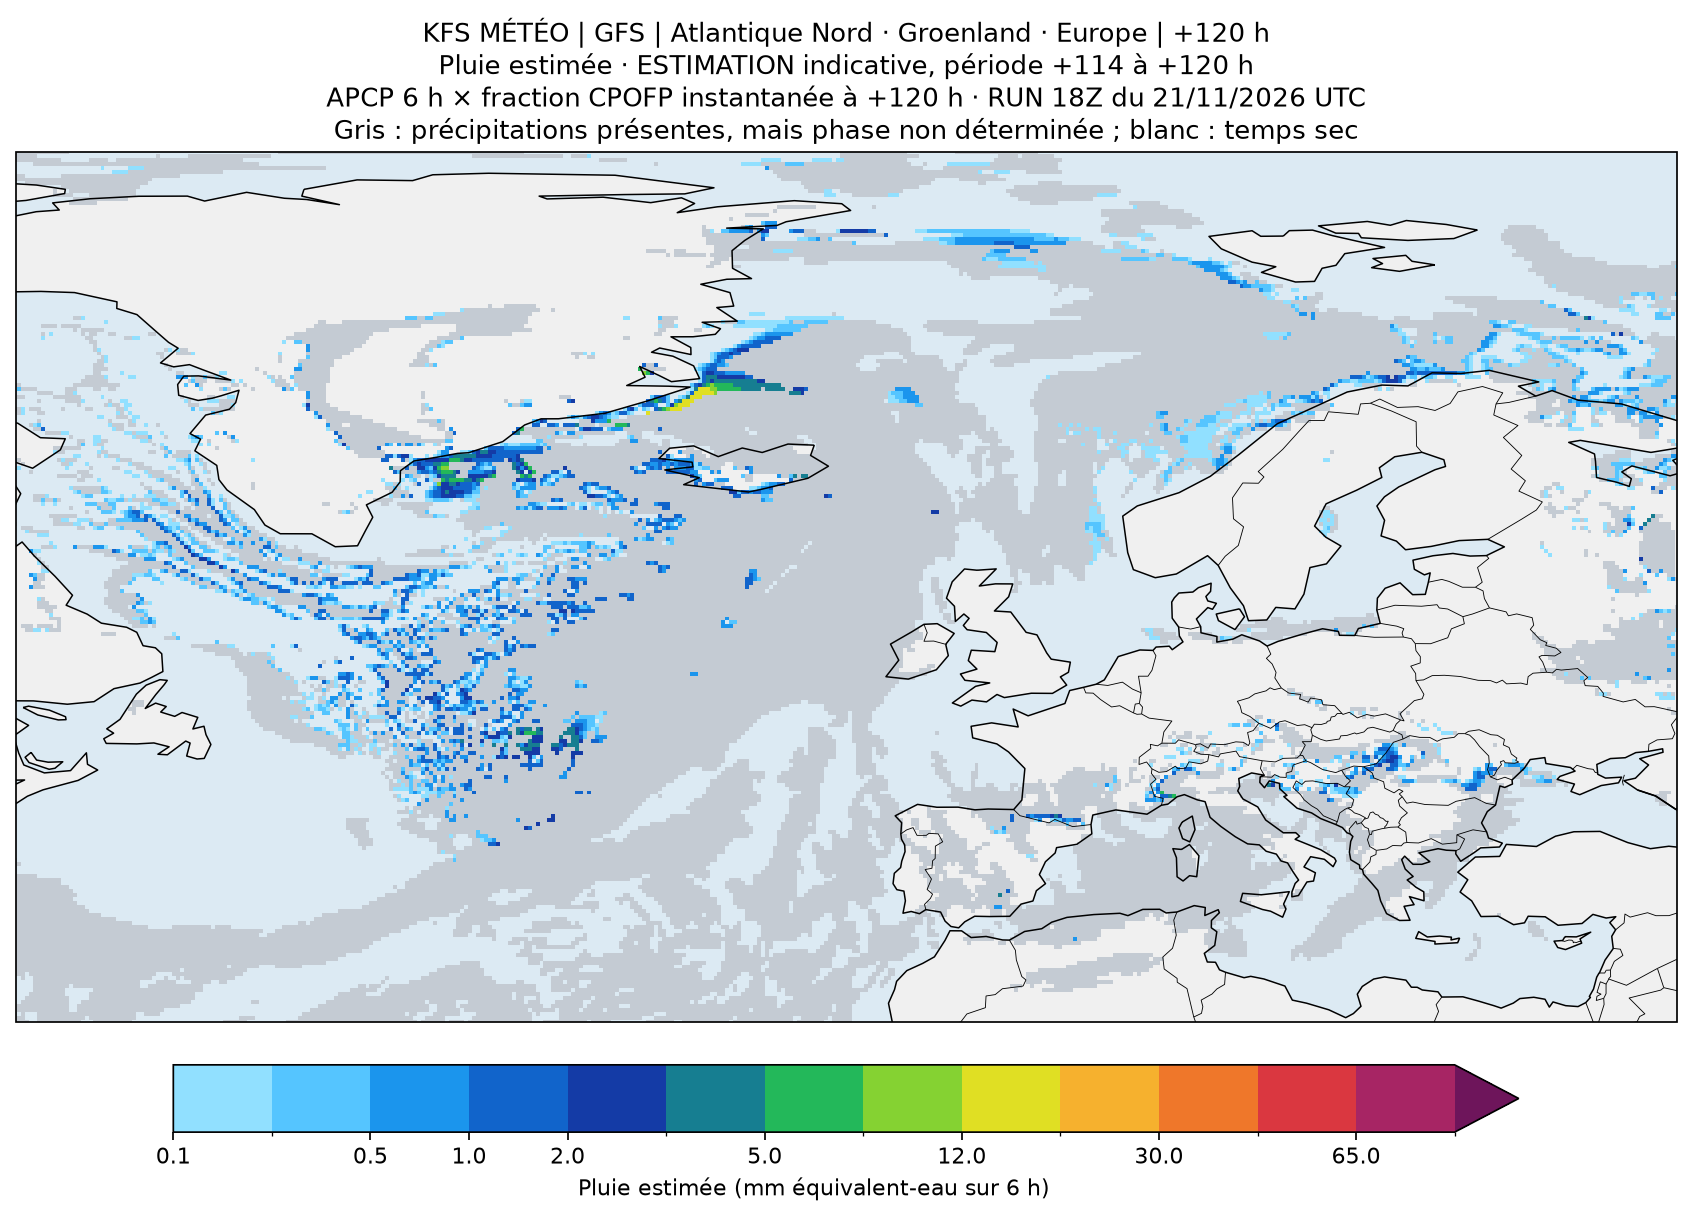 KFS MÉTÉO | GFS | Atlantique Nord · Groenland · Europe | +120 h
Pluie estimée · ESTIMATION indicative, période +114 à +120 h
APCP 6 h × fraction CPOFP instantanée à +120 h · RUN 18Z du 21/11/2026 UTC
Gris : précipitations présentes, mais phase non déterminée ; blanc : temps sec
0.1 0.5 1.0 2.0 5.0 12.0 30.0 65.0
Pluie estimée (mm équivalent-eau sur 6 h)